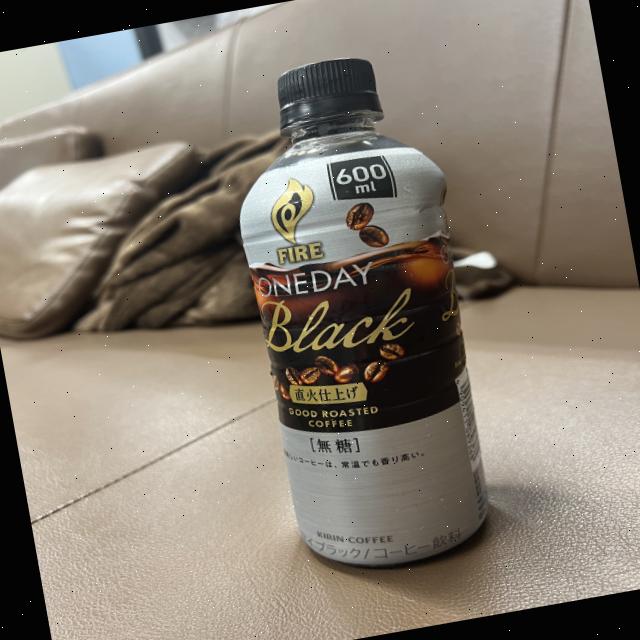 600
ml
FIRE
ONEDAY
Black
直火仕上げ
GOOD ROASTED
COFFEE
[無糖]
いコーヒーは、常温でも香り高い。
KIRIN COFFEE
ィブラック/コーヒー飲料